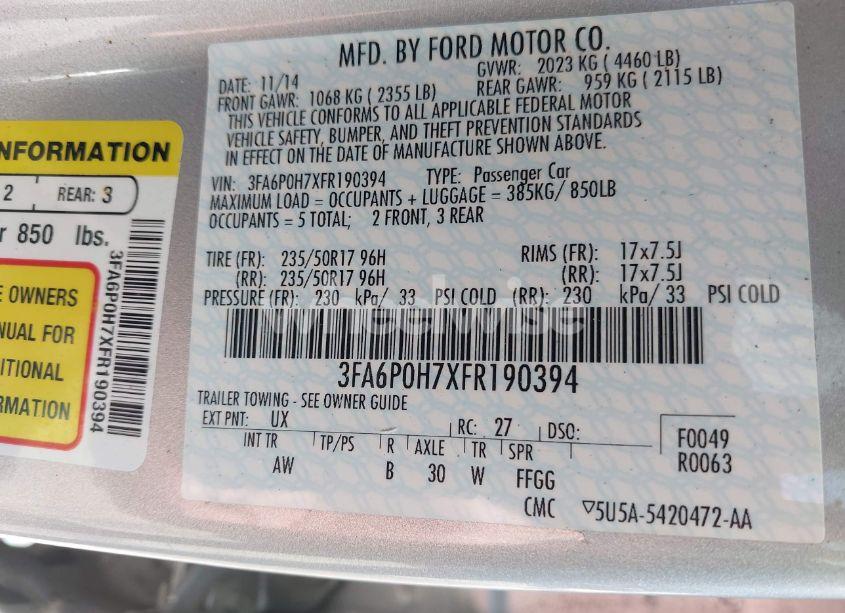 NFORMATION
2 REAR: 3
r 850 lbs.
E OWNERS
NUAL FOR
ITIONAL
RMATION
3FA6P0H7XFR190394
MFD. BY FORD MOTOR CO.
DATE: 11/14 GVWR: 2023 KG ( 4460 LB)
FRONT GAWR: 1068 KG ( 2355 LB) REAR GAWR: 959 KG ( 2115 LB)
THIS VEHICLE CONFORMS TO ALL APPLICABLE FEDERAL MOTOR
VEHICLE SAFETY, BUMPER, AND THEFT PREVENTION STANDARDS
IN EFFECT ON THE DATE OF MANUFACTURE SHOWN ABOVE.
VIN: 3FA6P0H7XFR190394 TYPE: Passenger Car
MAXIMUM LOAD = OCCUPANTS + LUGGAGE = 385KG/ 850LB
OCCUPANTS = 5 TOTAL; 2 FRONT, 3 REAR
TIRE (FR): 235/50R17 96H RIMS (FR): 17x7.5J
(RR): 235/50R17 96H (RR): 17x7.5J
PRESSURE (FR): 230 kPa/ 33 PSI COLD (RR): 230 kPa/ 33 PSI COLD
wheelwise
3FA6P0H7XFR190394
TRAILER TOWING - SEE OWNER GUIDE
EXT PNT: UX RC: 27 DSO:
INT TR TP/PS R AXLE TR SPR
AW B 30 W FFGG
F0049
R0063
CMC 5U5A-5420472-AA